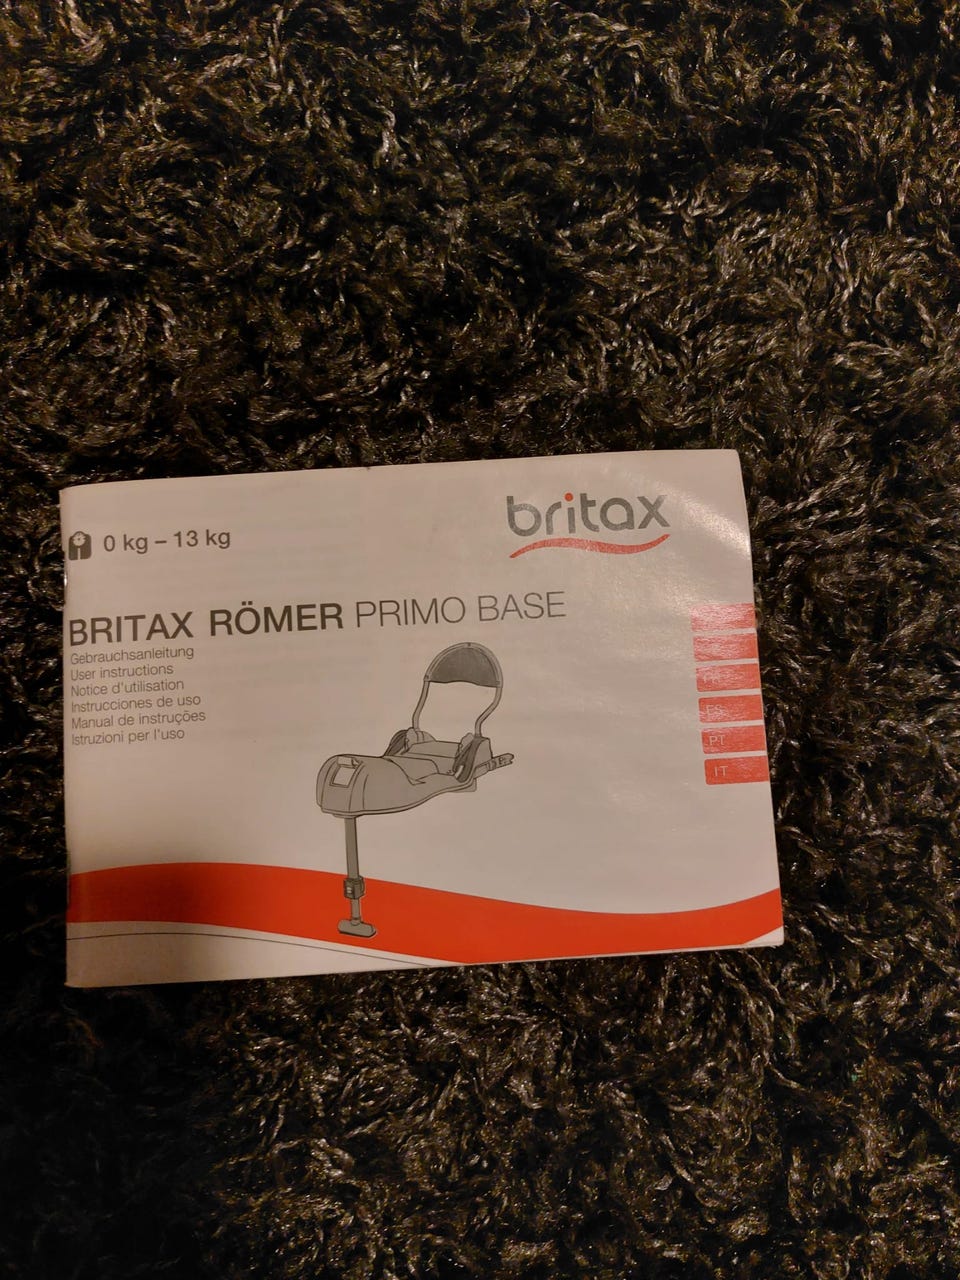 0 kg – 13 kg
britax
BRITAX RÖMER PRIMO BASE
Gebrauchsanleitung
User instructions
Notice d'utilisation
Instrucciones de uso
Manual de instruções
Istruzioni per l'uso
FR
ES
PT
IT